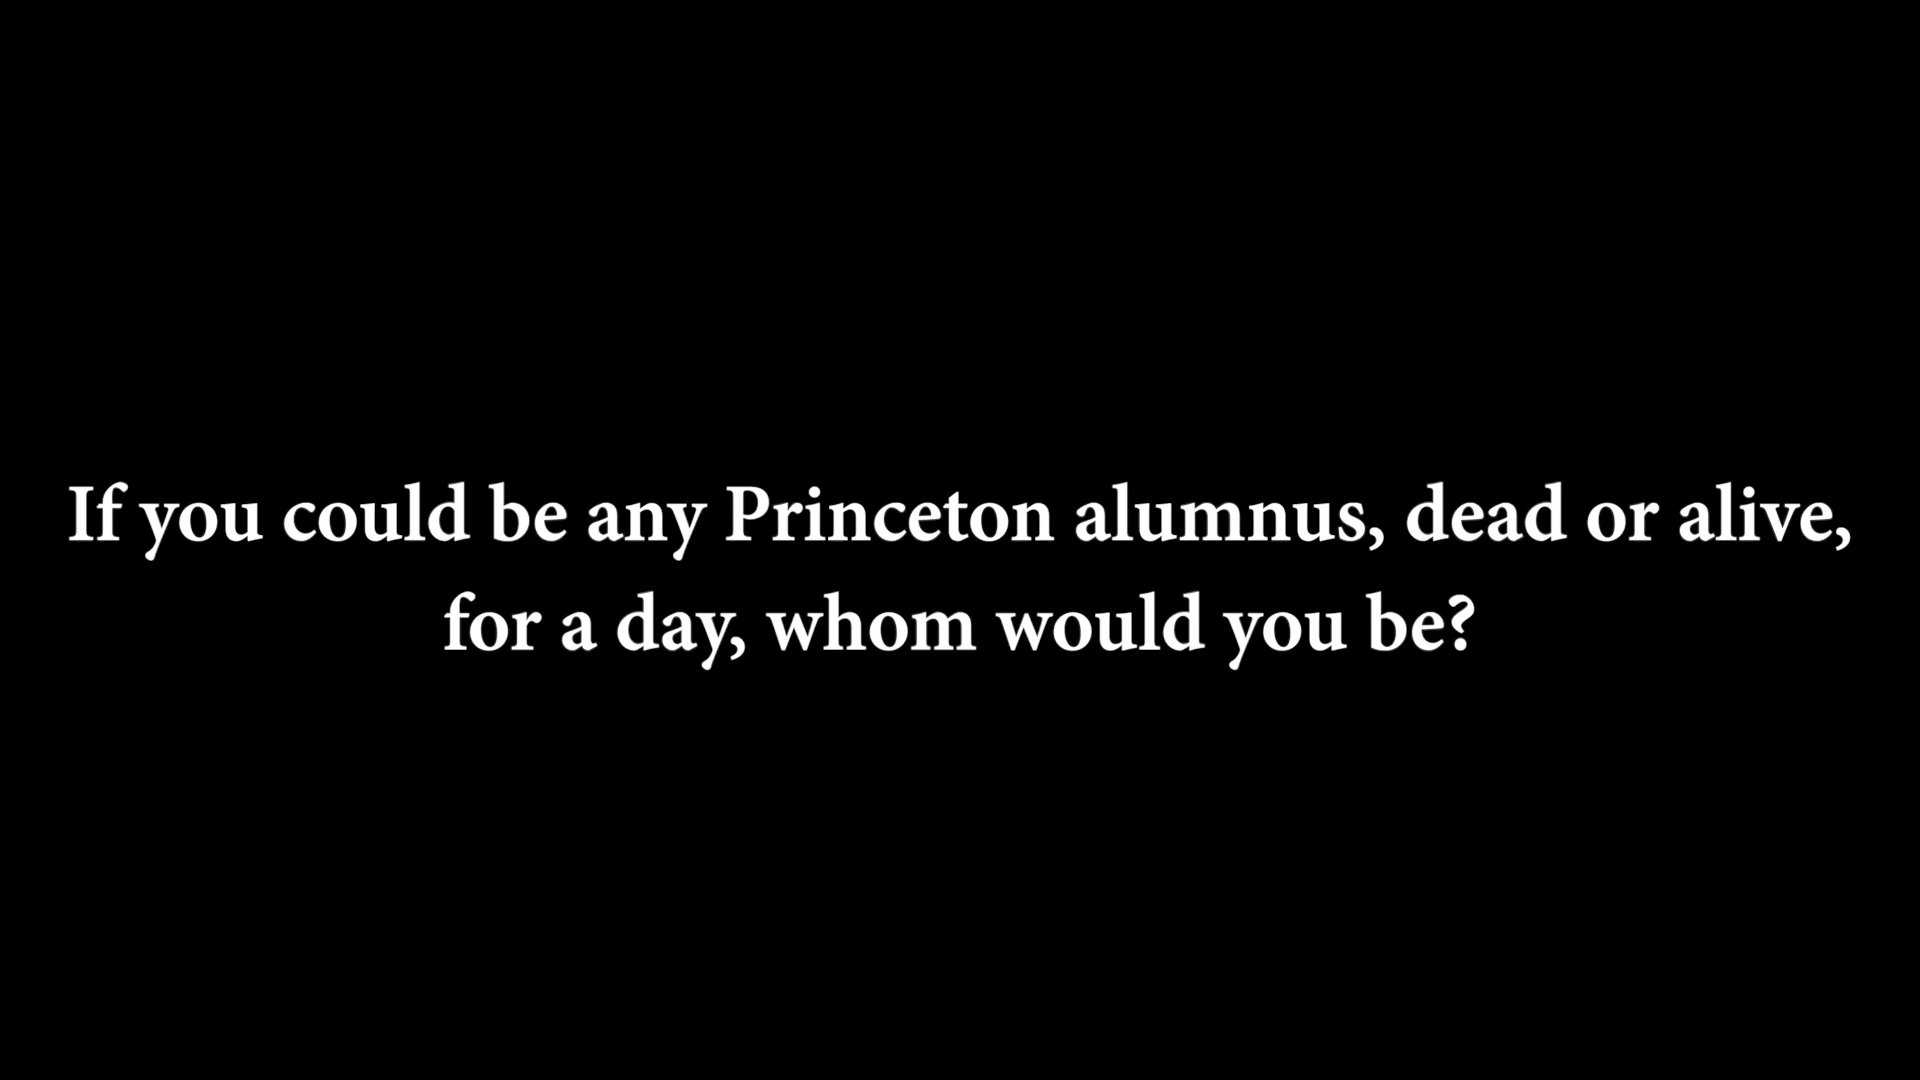 If you could be any Princeton alumnus, dead or alive,
for a day, whom would you be?